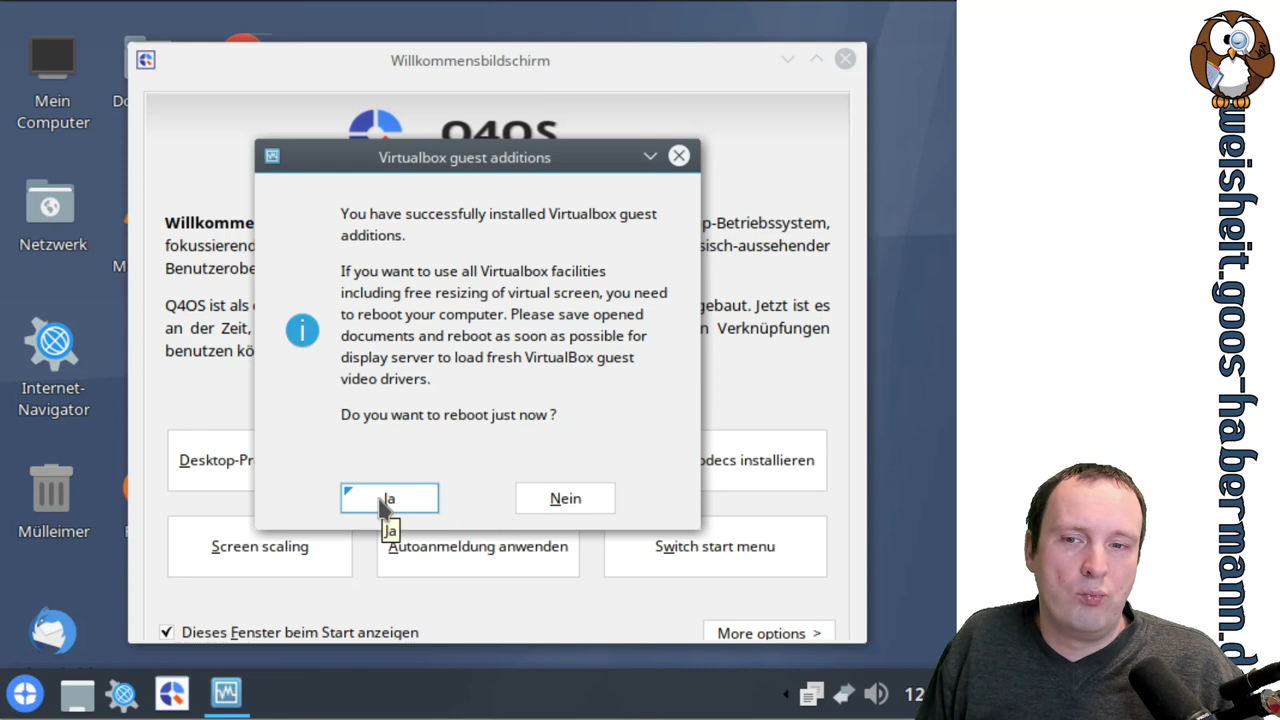 Willkommensbildschirm
Q4OS
Virtualbox guest additions
You have successfully installed Virtualbox guest
additions.
If you want to use all Virtualbox facilities
including free resizing of virtual screen, you need
to reboot your computer. Please save opened
documents and reboot as soon as possible for
display server to load fresh VirtualBox guest
video drivers.
Do you want to reboot just now ?
Ja
Nein
Ja
p-Betriebssystem,
fokussierend
sisch-aussehender
Q4OS ist als
gebaut. Jetzt ist es
an der Zeit,
n Verknüpfungen
Desktop-Pr
odecs installieren
Screen scaling
Autoanmeldung anwenden
Switch start menu
Dieses Fenster beim Start anzeigen
More options >
Mein
Computer
Netzwerk
Internet-
Navigator
Mülleimer
12
weisheit.goos-habermann.d